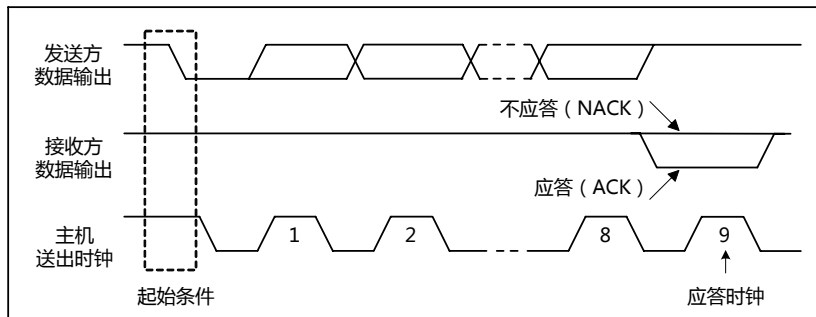 发送方
数据输出
不应答（NACK）
接收方
数据输出
应答（ACK）
主机
送出时钟
1
2
8
9
起始条件
应答时钟